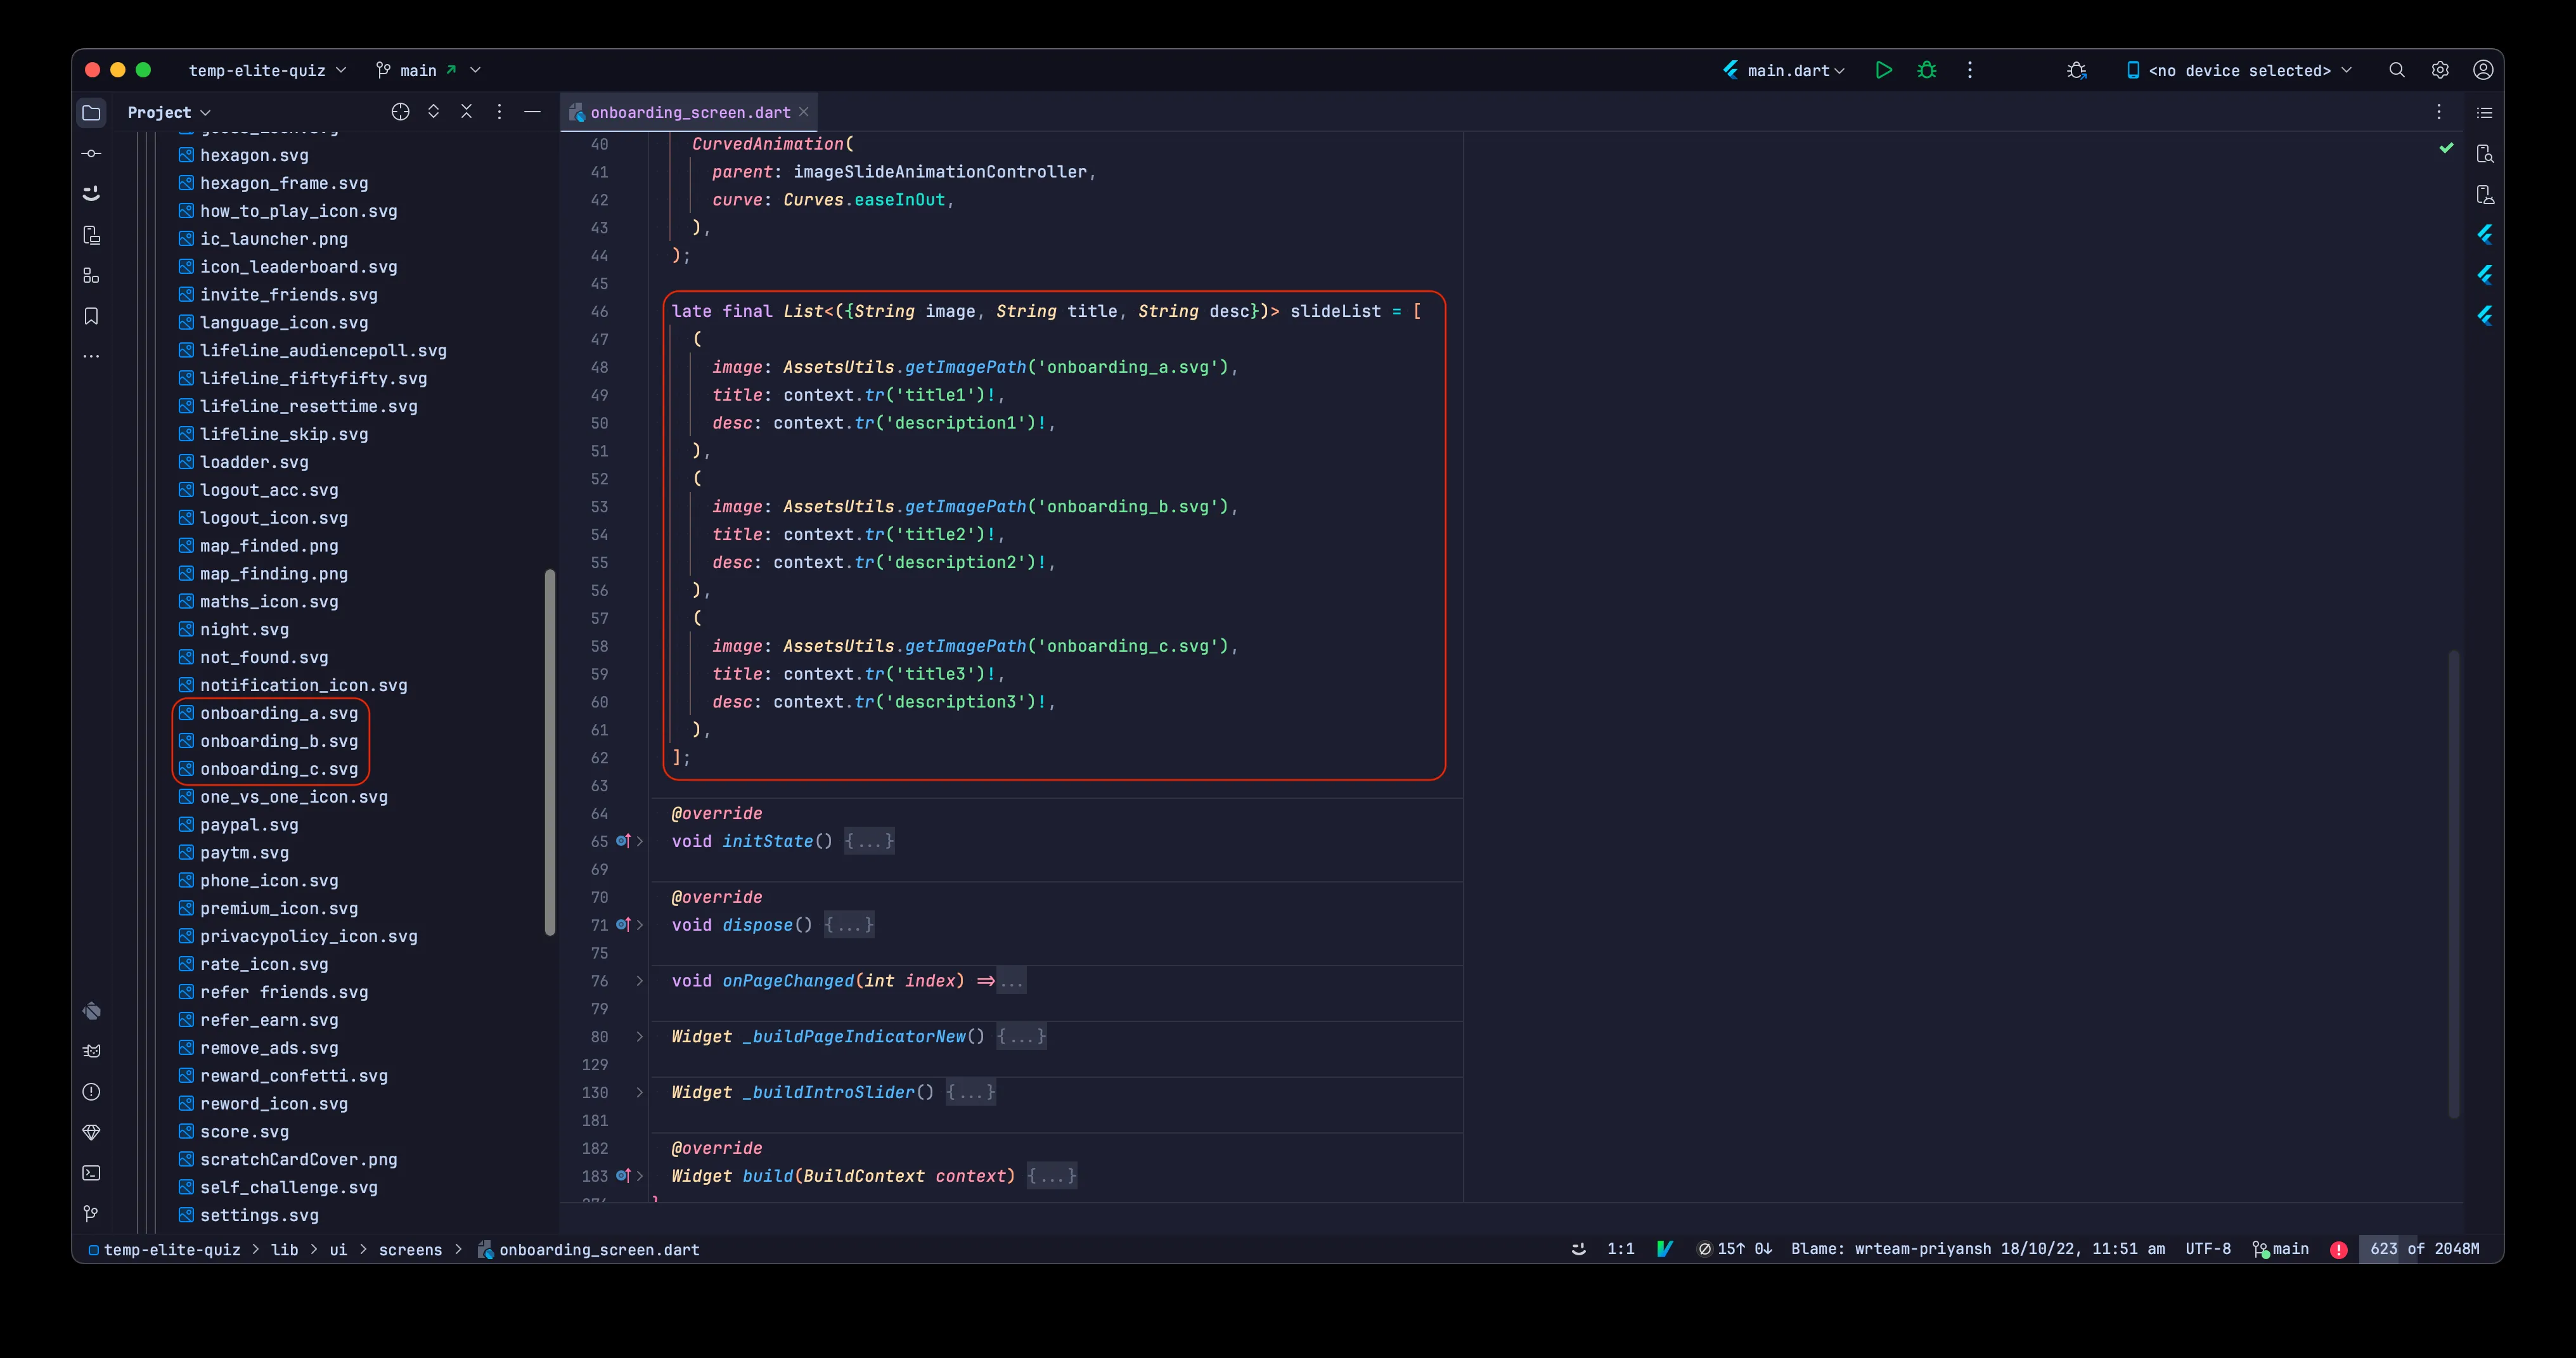 temp-elite-quiz
main
main.dart
<no device selected>
Project
onboarding_screen.dart
hexagon.svg
hexagon_frame.svg
how_to_play_icon.svg
ic_launcher.png
icon_leaderboard.svg
invite_friends.svg
language_icon.svg
lifeline_audiencepoll.svg
lifeline_fiftyfifty.svg
lifeline_resettime.svg
lifeline_skip.svg
loadder.svg
logout_acc.svg
logout_icon.svg
map_finded.png
map_finding.png
maths_icon.svg
night.svg
not_found.svg
notification_icon.svg
onboarding_a.svg
onboarding_b.svg
onboarding_c.svg
one_vs_one_icon.svg
paypal.svg
paytm.svg
phone_icon.svg
premium_icon.svg
privacypolicy_icon.svg
rate_icon.svg
refer friends.svg
refer_earn.svg
remove_ads.svg
reward_confetti.svg
reword_icon.svg
score.svg
scratchCardCover.png
self_challenge.svg
settings.svg
40 CurvedAnimation(
41 parent: imageSlideAnimationController,
42 curve: Curves.easeInOut,
43 ),
44 );
45
46 late final List<({String image, String title, String desc})> slideList = [
47 (
48 image: AssetsUtils.getImagePath('onboarding_a.svg'),
49 title: context.tr('title1')!,
50 desc: context.tr('description1')!,
51 ),
52 (
53 image: AssetsUtils.getImagePath('onboarding_b.svg'),
54 title: context.tr('title2')!,
55 desc: context.tr('description2')!,
56 ),
57 (
58 image: AssetsUtils.getImagePath('onboarding_c.svg'),
59 title: context.tr('title3')!,
60 desc: context.tr('description3')!,
61 ),
62 ];
63
64 @override
65 void initState() {...}
69
70 @override
71 void dispose() {...}
75
76 void onPageChanged(int index) =>...
79
80 Widget _buildPageIndicatorNew() {...}
129
130 Widget _buildIntroSlider() {...}
181
182 @override
183 Widget build(BuildContext context) {...}
temp-elite-quiz > lib > ui > screens > onboarding_screen.dart
1:1
15↑ 0↓
Blame: wrteam-priyansh 18/10/22, 11:51 am
UTF-8
main
623 of 2048M